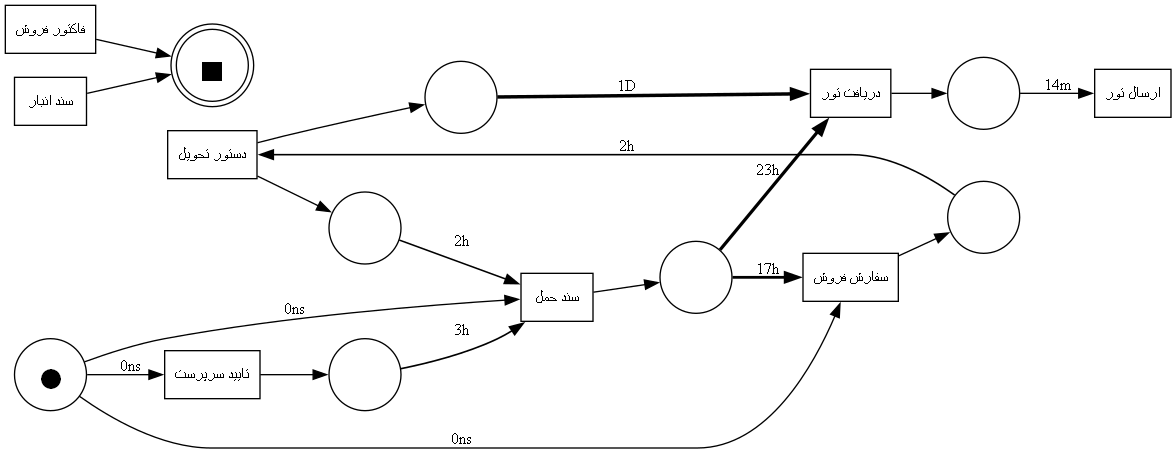 فاکتور فروش
سند انبار
1D
دریافت تور
14m
ارسال تور
دستور تحویل
2h
23h
2h
17h
سفارش فروش
سند حمل
0ns
3h
0ns
تایید سرپرست
0ns